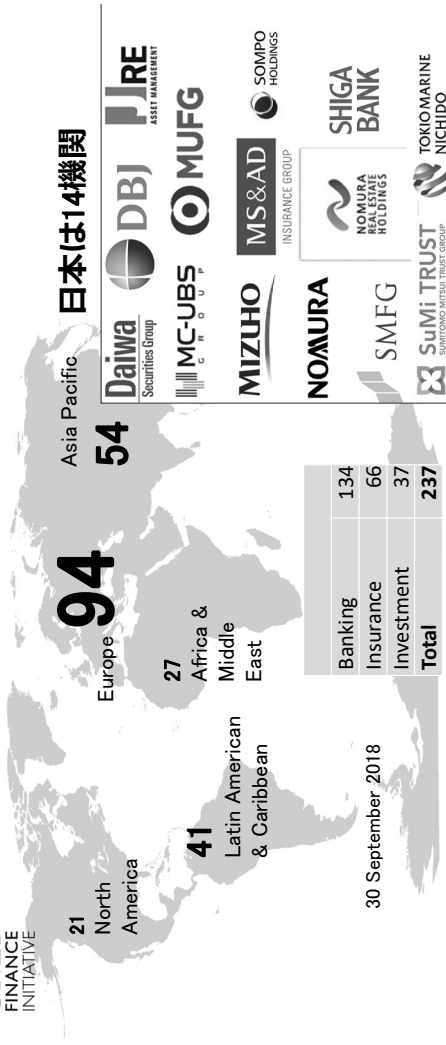 FINANCE
INITIATIVE
21
North
America
41
Latin American
& Caribbean
Europe
94
27
Africa &
Middle
East
Asia Pacific
54
30 September 2018
Banking 134
Insurance 66
Investment 37
Total 237
日本は14機関
Daiwa
Securities Group
DBJ
JRE
ASSET MANAGEMENT
MC-UBS
GROUP
MUFG
MIZUHO
MS&AD
INSURANCE GROUP
SOMPO
HOLDINGS
NOMURA
NOMURA
REAL ESTATE
HOLDINGS
SHIGA
BANK
SMFG
SuMi TRUST
SUMITOMO MITSUI TRUST GROUP
TOKIO MARINE
NICHIDO